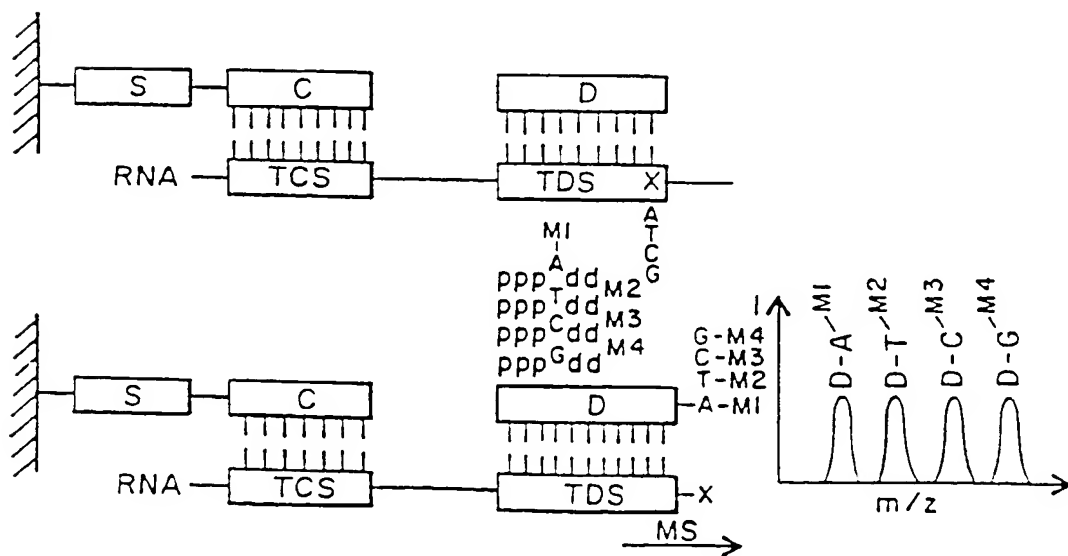 S C D
RNA TCS TDS X
A
T
C
G
M1
A
pppAdd
M2
pppTdd
M3
pppCdd
M4
pppGdd
G-M4
C-M3
T-M2
A-M1
S C D
RNA TCS TDS X
MS
I
D-A-M1
D-T-M2
D-C-M3
D-G-M4
m/z